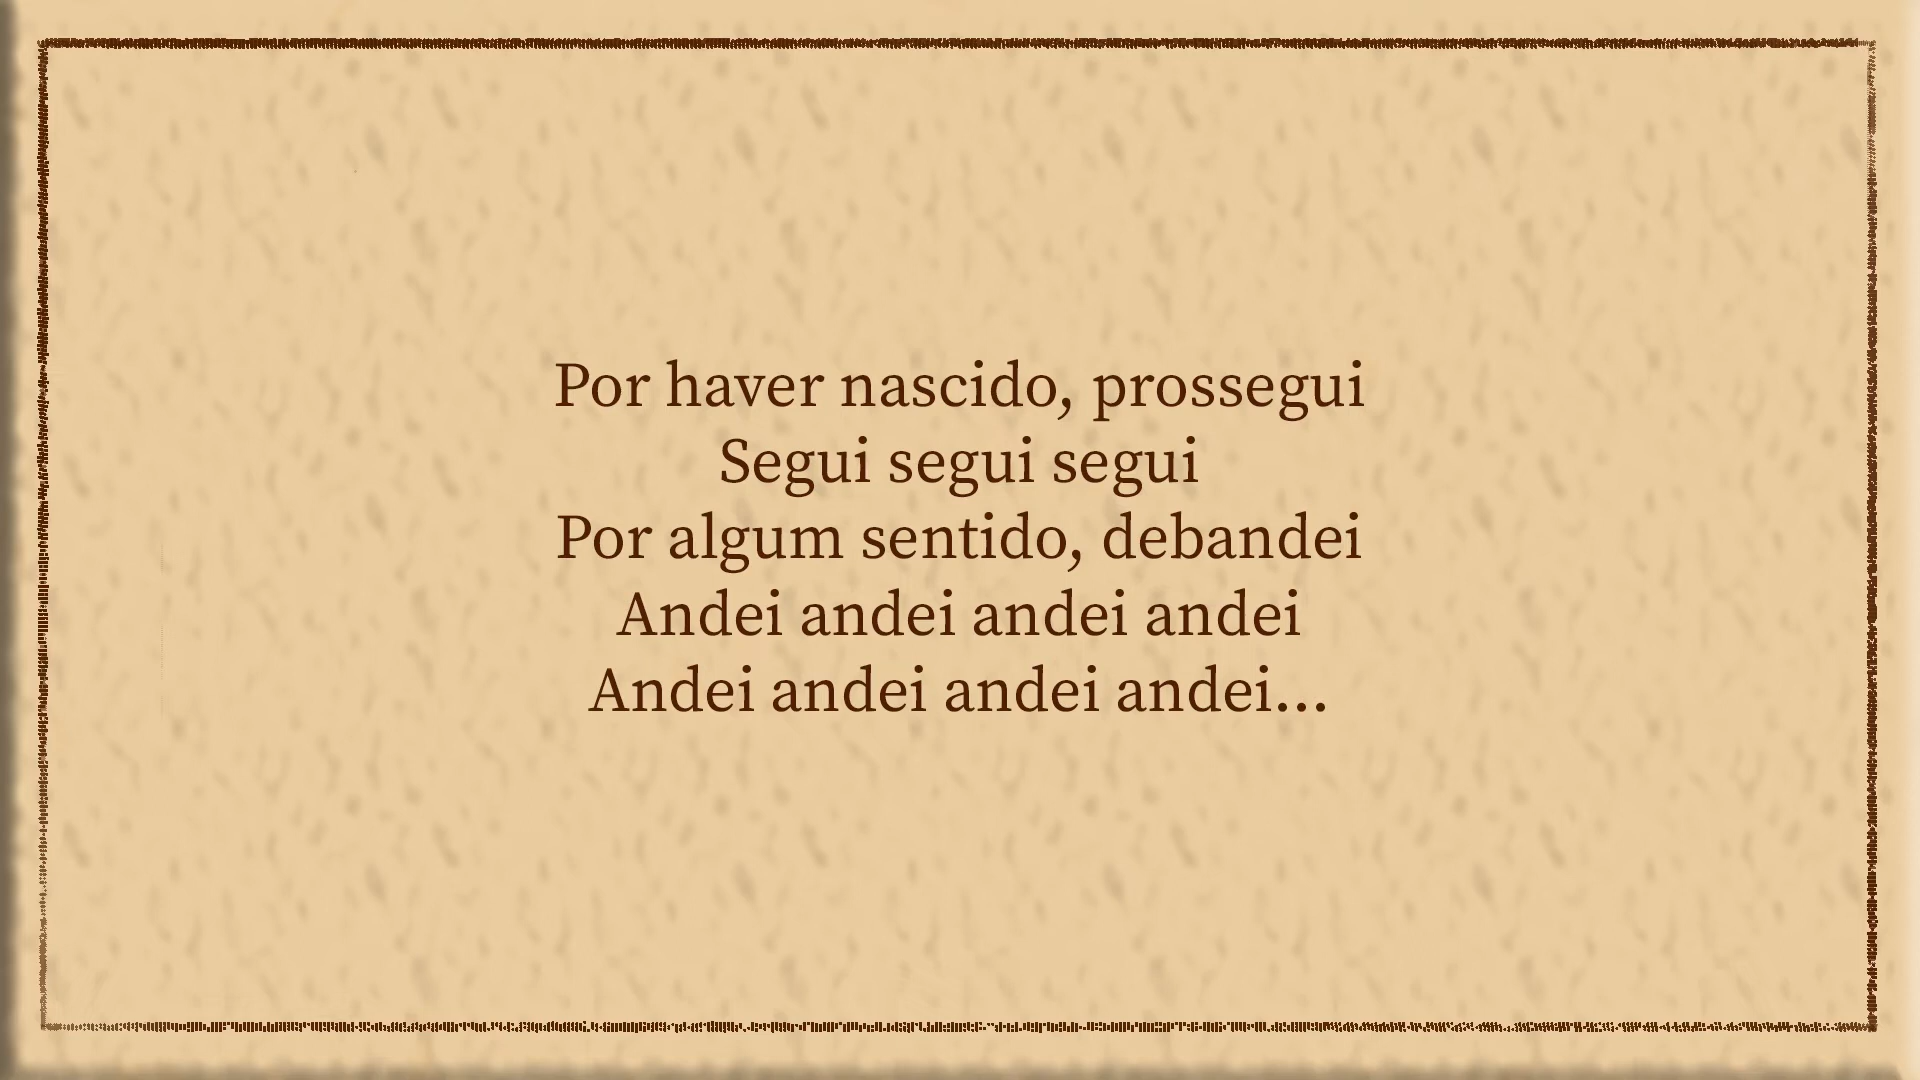 Por haver nascido, prossegui
Segui segui segui
Por algum sentido, debandei
Andei andei andei andei
Andei andei andei andei...